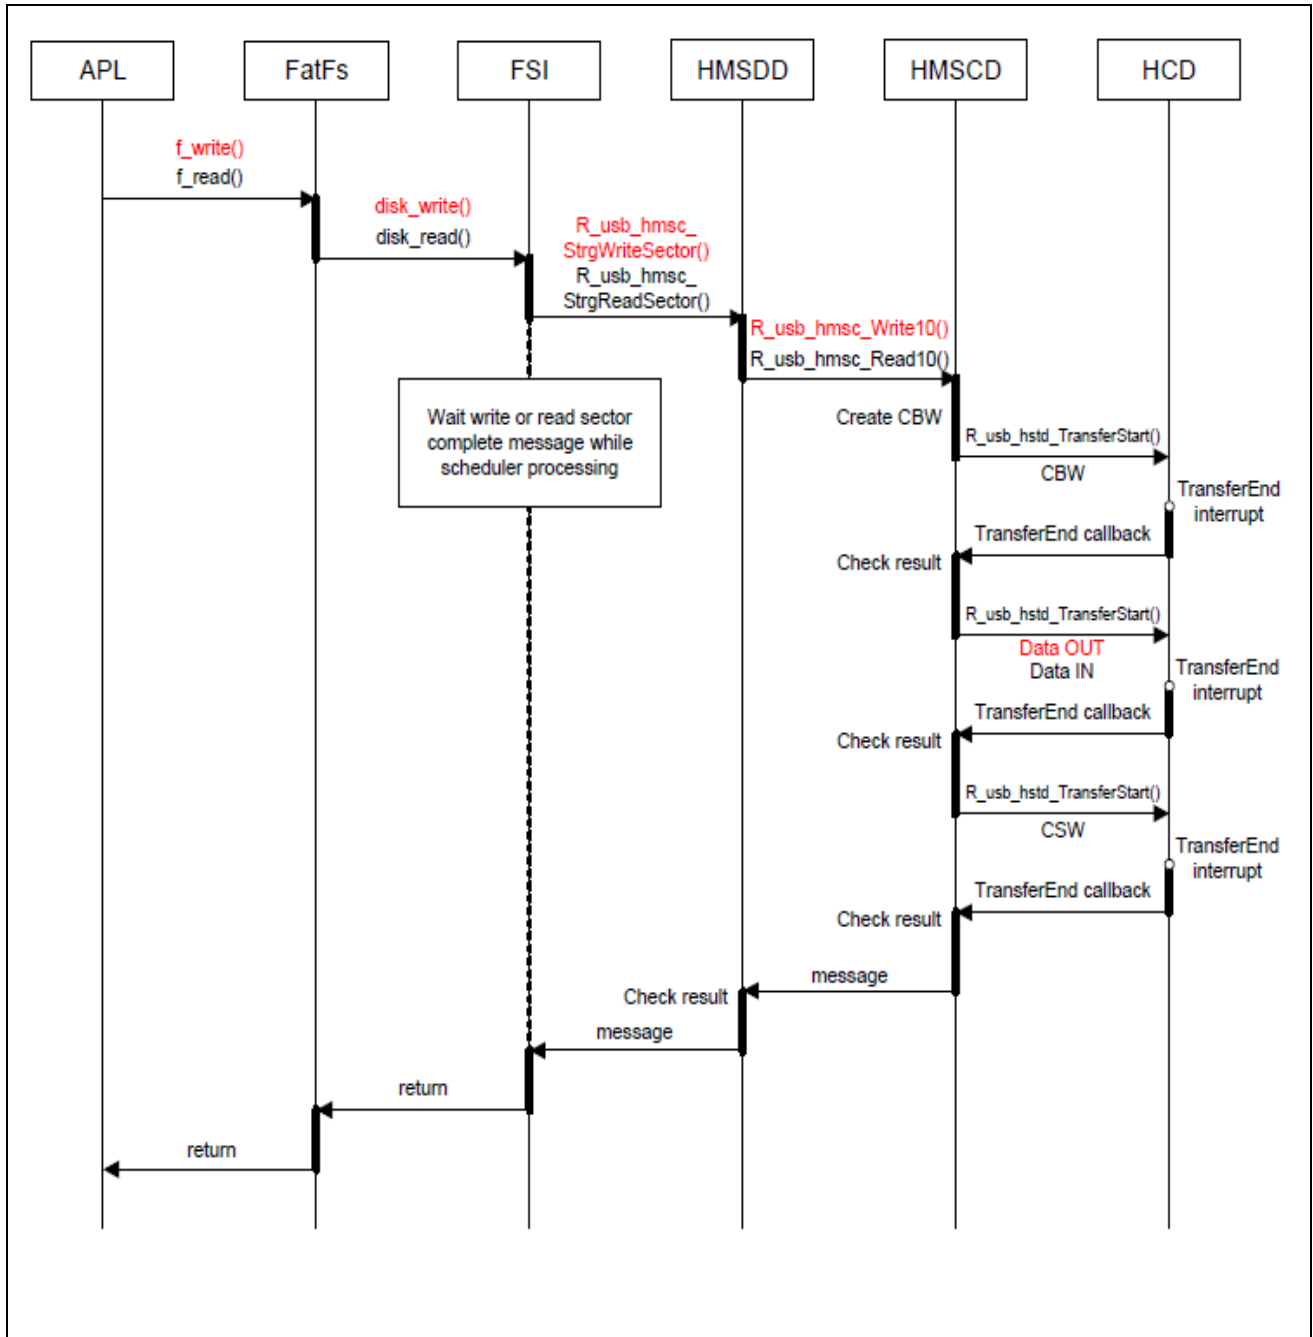 APL
FatFs
FSI
HMSDD
HMSCD
HCD
f_write()
f_read()
disk_write()
disk_read()
R_usb_hmsc_
StrgWriteSector()
R_usb_hmsc_
StrgReadSector()
R_usb_hmsc_Write10()
R_usb_hmsc_Read10()
Wait write or read sector
complete message while
scheduler processing
Create CBW
R_usb_hstd_TransferStart()
CBW
TransferEnd
interrupt
TransferEnd callback
Check result
R_usb_hstd_TransferStart()
Data OUT
Data IN
TransferEnd
interrupt
TransferEnd callback
Check result
R_usb_hstd_TransferStart()
CSW
TransferEnd
interrupt
TransferEnd callback
Check result
message
Check result
message
return
return